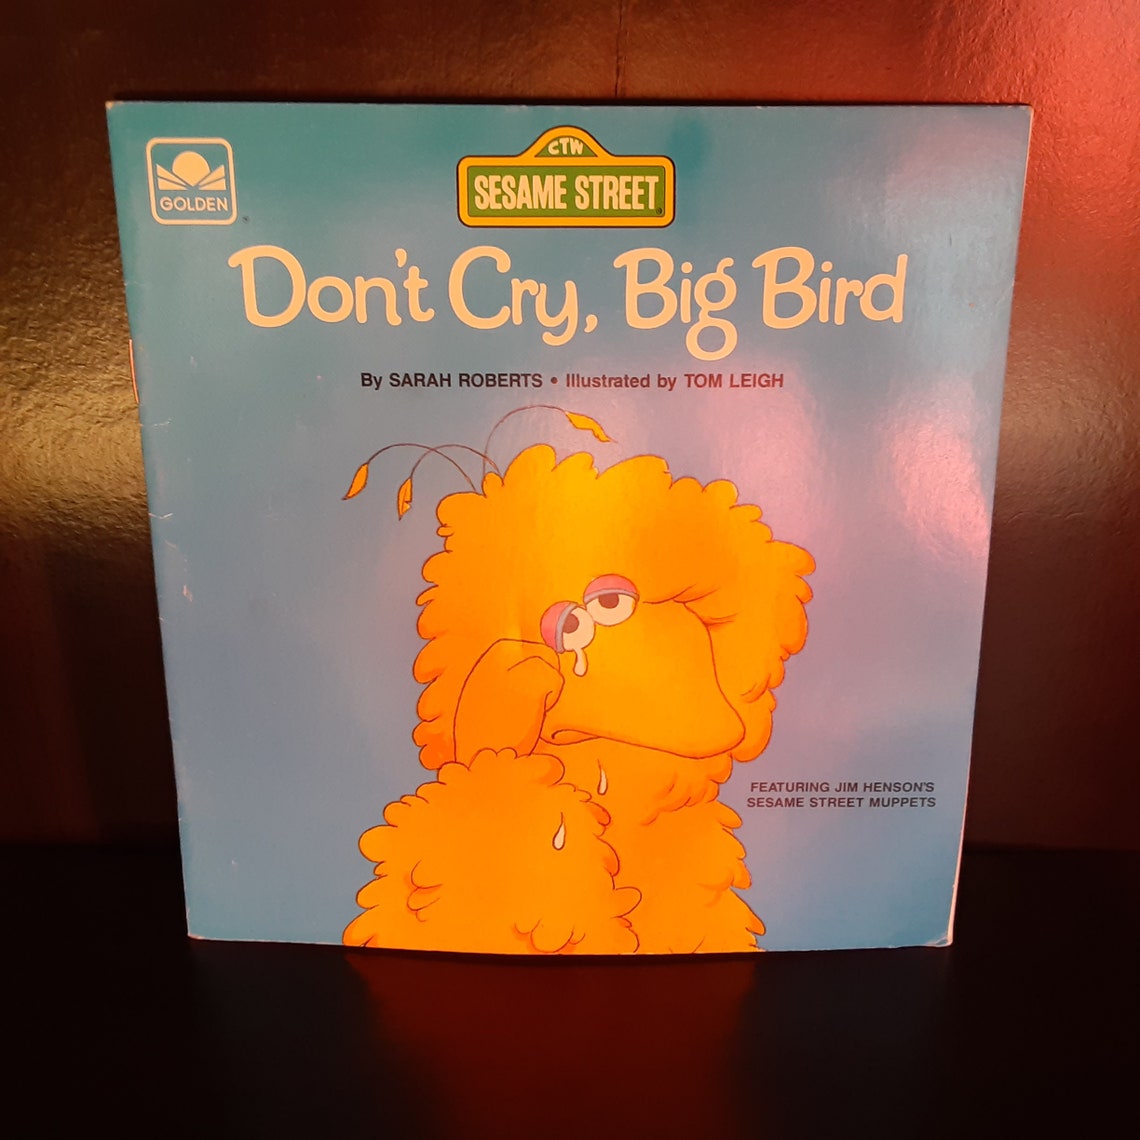 GOLDEN
CTW
SESAME STREET
Don't Cry, Big Bird
By SARAH ROBERTS • Illustrated by TOM LEIGH
FEATURING JIM HENSON'S
SESAME STREET MUPPETS